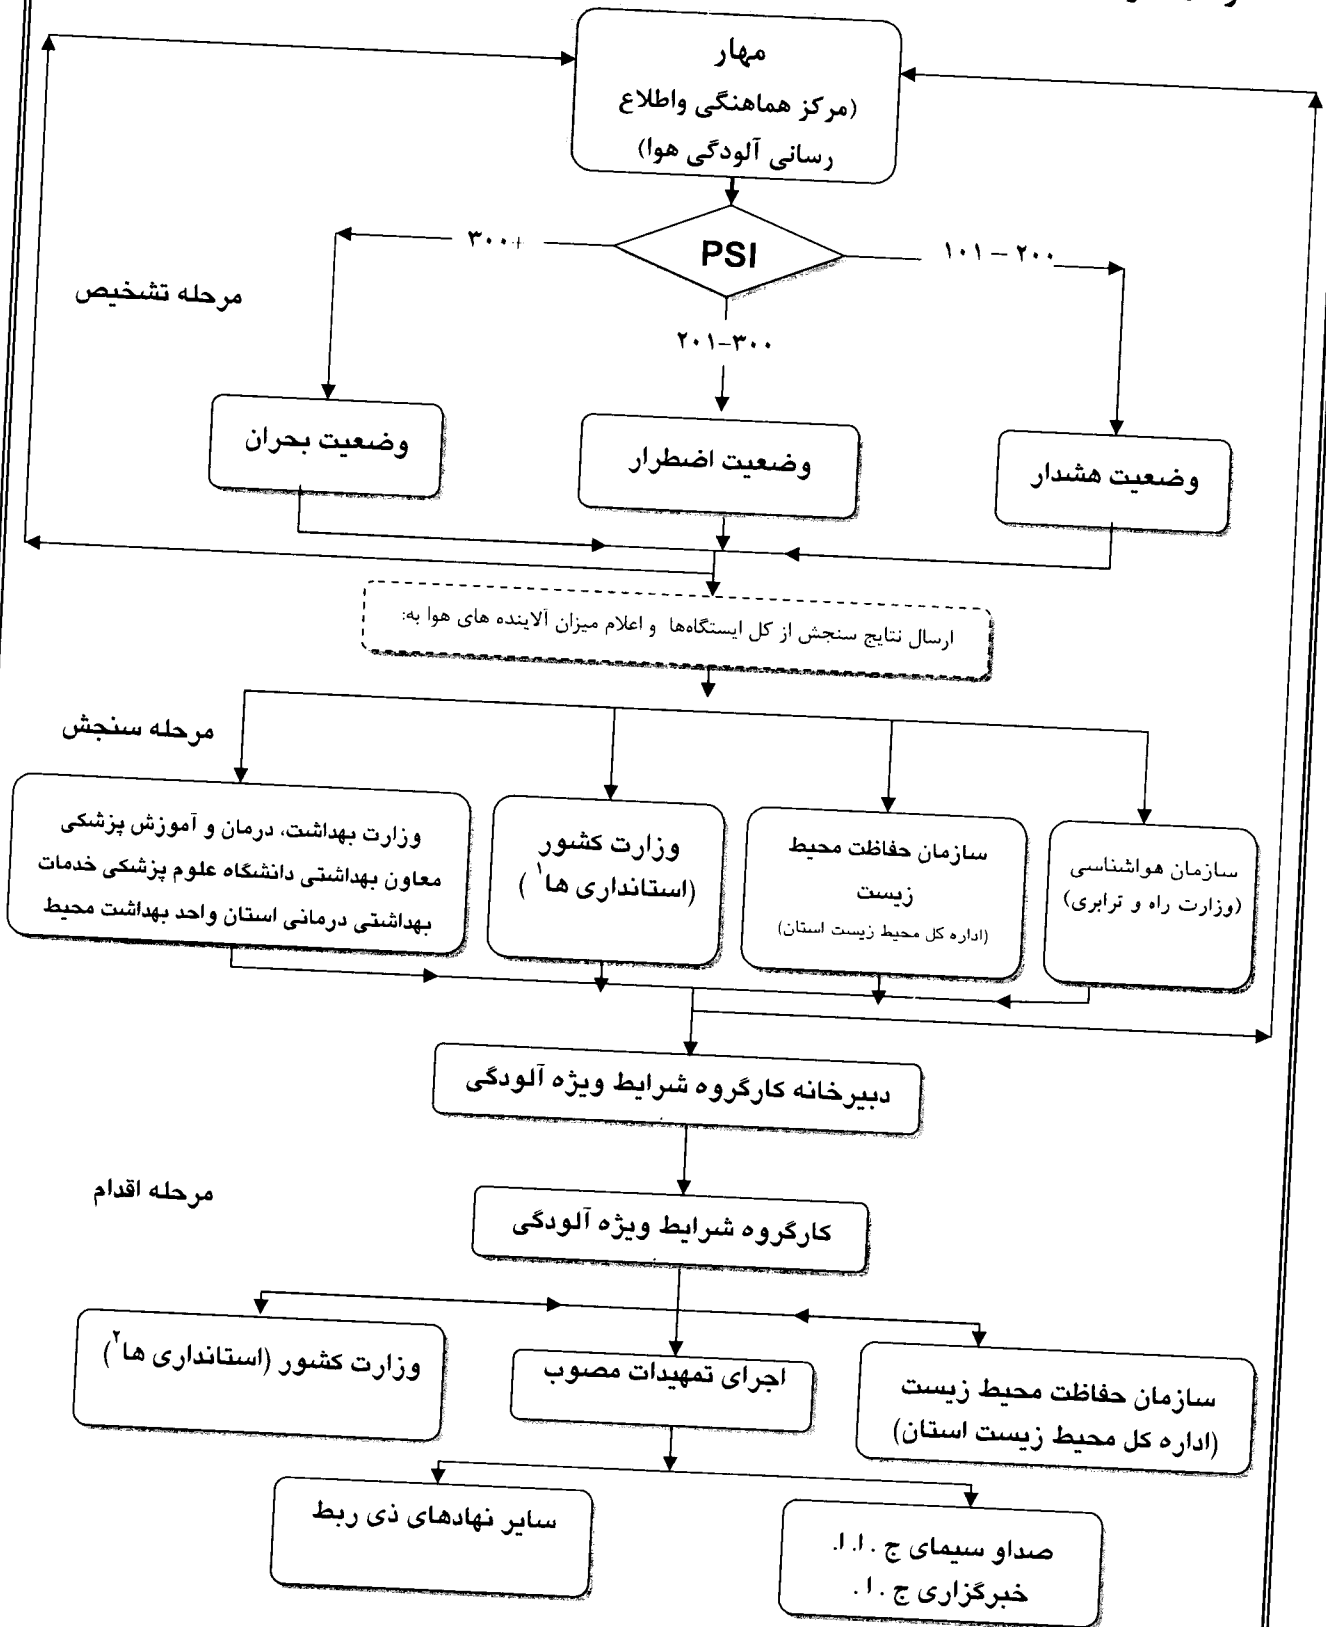 مهار
(مرکز هماهنگی واطلاع
رسانی آلودگی هوا)
PSI
۳۰۰+
۱۰۱ – ۲۰۰
۲۰۱-۳۰۰
مرحله تشخیص
وضعیت بحران
وضعیت اضطرار
وضعیت هشدار
ارسال نتایج سنجش از کل ایستگاه‌ها و اعلام میزان آلاینده های هوا به:
مرحله سنجش
وزارت بهداشت، درمان و آموزش پزشکی
معاون بهداشتی دانشگاه علوم پزشکی خدمات
بهداشتی درمانی استان واحد بهداشت محیط
وزارت کشور
(استانداری ها۱)
سازمان حفاظت محیط
زیست
(اداره کل محیط زیست استان)
سازمان هواشناسی
(وزارت راه و ترابری)
دبیرخانه کارگروه شرایط ویژه آلودگی
مرحله اقدام
کارگروه شرایط ویژه آلودگی
وزارت کشور (استانداری ها۲)
اجرای تمهیدات مصوب
سازمان حفاظت محیط زیست
(اداره کل محیط زیست استان)
سایر نهادهای ذی ربط
صداو سیمای ج . ا. ا.
خبرگزاری ج . ا .